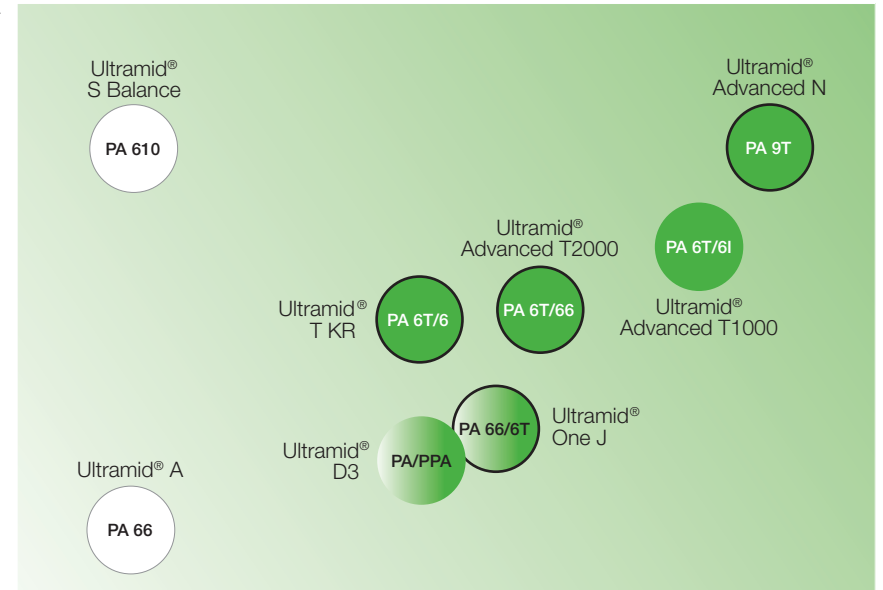 Ultramid®
S Balance
PA 610
Ultramid®
Advanced N
PA 9T
Ultramid®
Advanced T2000
PA 6T/66
PA 6T/6I
Ultramid®
Advanced T1000
Ultramid®
T KR
PA 6T/6
PA 66/6T
Ultramid®
One J
Ultramid®
D3
PA/PPA
Ultramid® A
PA 66